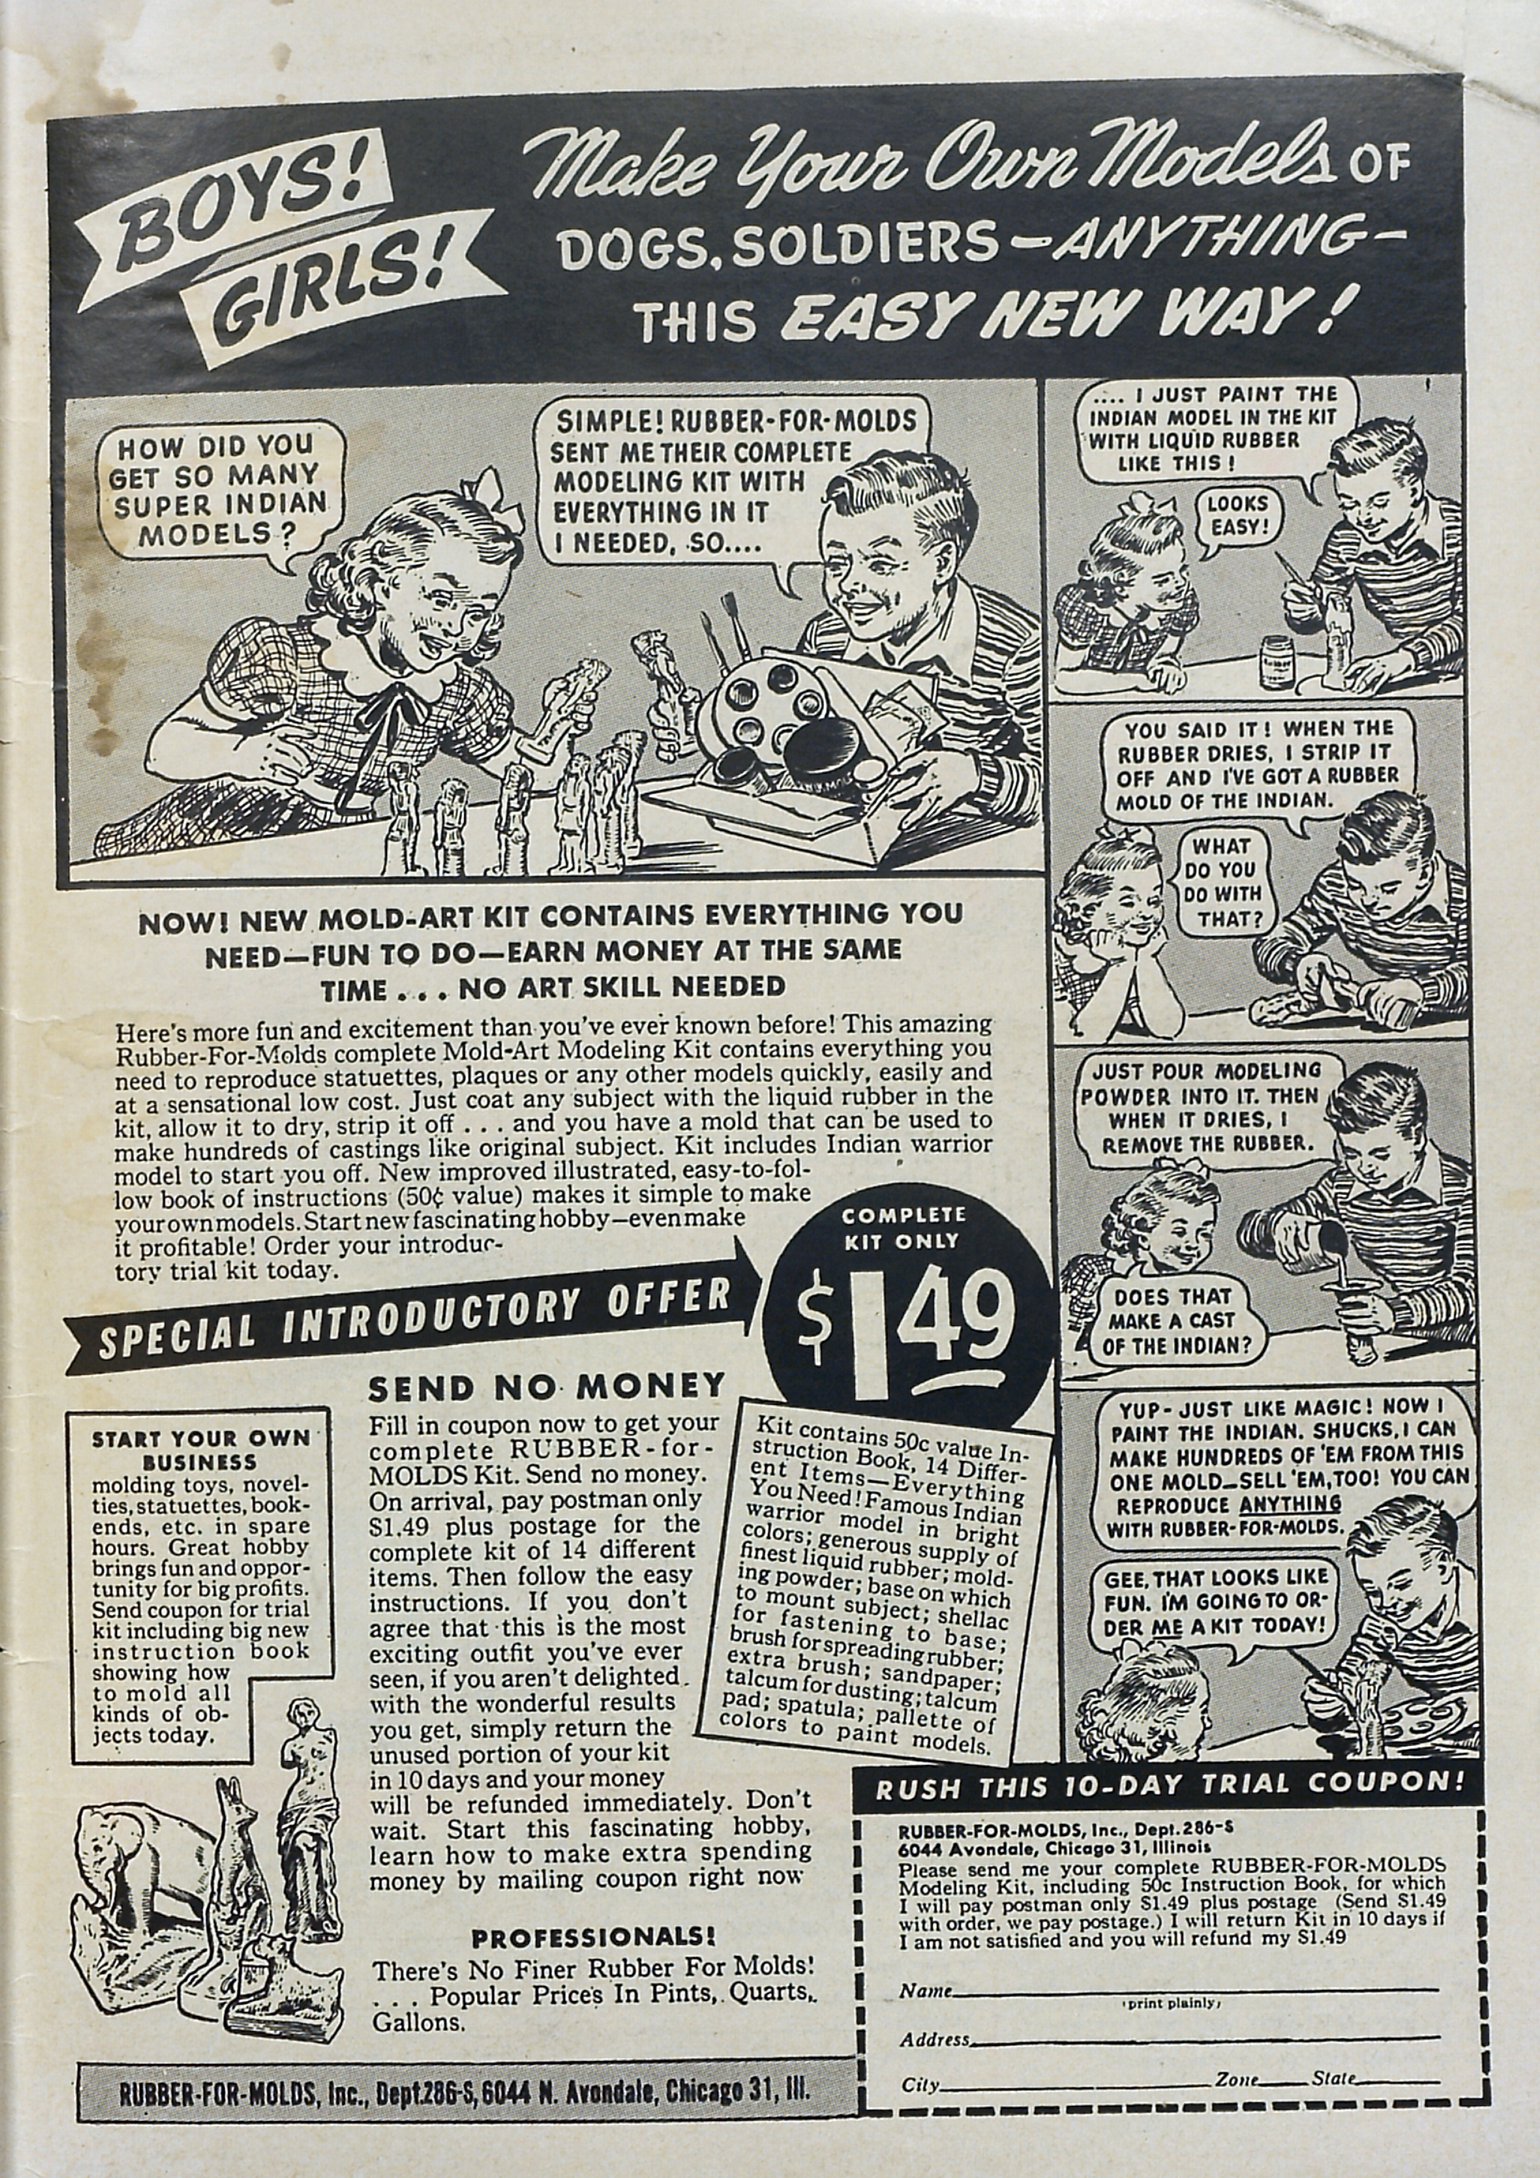 BOYS!
GIRLS!
Make Your Own Models OF
DOGS, SOLDIERS – ANYTHING –
THIS EASY NEW WAY!
HOW DID YOU
GET SO MANY
SUPER INDIAN
MODELS?
SIMPLE! RUBBER-FOR-MOLDS
SENT ME THEIR COMPLETE
MODELING KIT WITH
EVERYTHING IN IT
I NEEDED, SO....
.... I JUST PAINT THE
INDIAN MODEL IN THE KIT
WITH LIQUID RUBBER
LIKE THIS!
LOOKS
EASY!
YOU SAID IT! WHEN THE
RUBBER DRIES, I STRIP IT
OFF AND I'VE GOT A RUBBER
MOLD OF THE INDIAN.
WHAT
DO YOU
DO WITH
THAT?
JUST POUR MODELING
POWDER INTO IT. THEN
WHEN IT DRIES, I
REMOVE THE RUBBER.
DOES THAT
MAKE A CAST
OF THE INDIAN?
YUP - JUST LIKE MAGIC! NOW I
PAINT THE INDIAN. SHUCKS, I CAN
MAKE HUNDREDS OF 'EM FROM THIS
ONE MOLD—SELL 'EM, TOO! YOU CAN
REPRODUCE ANYTHING
WITH RUBBER-FOR-MOLDS.
GEE, THAT LOOKS LIKE
FUN. I'M GOING TO OR-
DER ME A KIT TODAY!
NOW! NEW MOLD-ART KIT CONTAINS EVERYTHING YOU
NEED—FUN TO DO—EARN MONEY AT THE SAME
TIME . . . NO ART SKILL NEEDED
Here's more fun and excitement than you've ever known before! This amazing
Rubber-For-Molds complete Mold-Art Modeling Kit contains everything you
need to reproduce statuettes, plaques or any other models quickly, easily and
at a sensational low cost. Just coat any subject with the liquid rubber in the
kit, allow it to dry, strip it off . . . and you have a mold that can be used to
make hundreds of castings like original subject. Kit includes Indian warrior
model to start you off. New improved illustrated, easy-to-fol-
low book of instructions (50¢ value) makes it simple to make
your own models. Start new fascinating hobby—even make
it profitable! Order your introduc-
tory trial kit today.
COMPLETE
KIT ONLY
$1.49
SPECIAL INTRODUCTORY OFFER
START YOUR OWN
BUSINESS
molding toys, novel-
ties, statuettes, book-
ends, etc. in spare
hours. Great hobby
brings fun and oppor-
tunity for big profits.
Send coupon for trial
kit including big new
instruction book
showing how
to mold all
kinds of ob-
jects today.
SEND NO MONEY
Fill in coupon now to get your
complete RUBBER-for-
MOLDS Kit. Send no money.
On arrival, pay postman only
$1.49 plus postage for the
complete kit of 14 different
items. Then follow the easy
instructions. If you don't
agree that this is the most
exciting outfit you've ever
seen, if you aren't delighted
with the wonderful results
you get, simply return the
unused portion of your kit
in 10 days and your money
will be refunded immediately. Don't
wait. Start this fascinating hobby,
learn how to make extra spending
money by mailing coupon right now
PROFESSIONALS!
There's No Finer Rubber For Molds!
. . . Popular Prices In Pints, Quarts,
Gallons.
Kit contains 50c value In-
struction Book, 14 Differ-
ent Items—Everything
You Need! Famous Indian
warrior model in bright
colors; generous supply of
finest liquid rubber; mold-
ing powder; base on which
to mount subject; shellac
for fastening to base;
brush for spreading rubber;
extra brush; sandpaper;
talcum for dusting; talcum
pad; spatula; pallette of
colors to paint models.
RUBBER-FOR-MOLDS, Inc., Dept. 286-S, 6044 N. Avondale, Chicago 31, Ill.
RUSH THIS 10-DAY TRIAL COUPON!
RUBBER-FOR-MOLDS, Inc., Dept. 286-S
6044 Avondale, Chicago 31, Illinois
Please send me your complete RUBBER-FOR-MOLDS
Modeling Kit, including 50c Instruction Book, for which
I will pay postman only $1.49 plus postage (Send $1.49
with order, we pay postage.) I will return Kit in 10 days if
I am not satisfied and you will refund my $1.49
Name
(print plainly)
Address
City Zone State